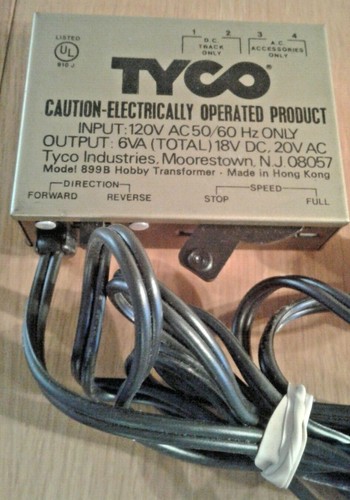 LISTED
UL
910 J
1 2 3 4
D.C. TRACK ONLY
A.C. ACCESSORIES ONLY
TYCO®
CAUTION-ELECTRICALLY OPERATED PRODUCT
INPUT: 120V AC 50/60 Hz ONLY
OUTPUT: 6VA (TOTAL) 18V DC, 20V AC
Tyco Industries, Moorestown, N.J. 08057
Model 899B Hobby Transformer - Made in Hong Kong
DIRECTION SPEED
FORWARD REVERSE STOP FULL